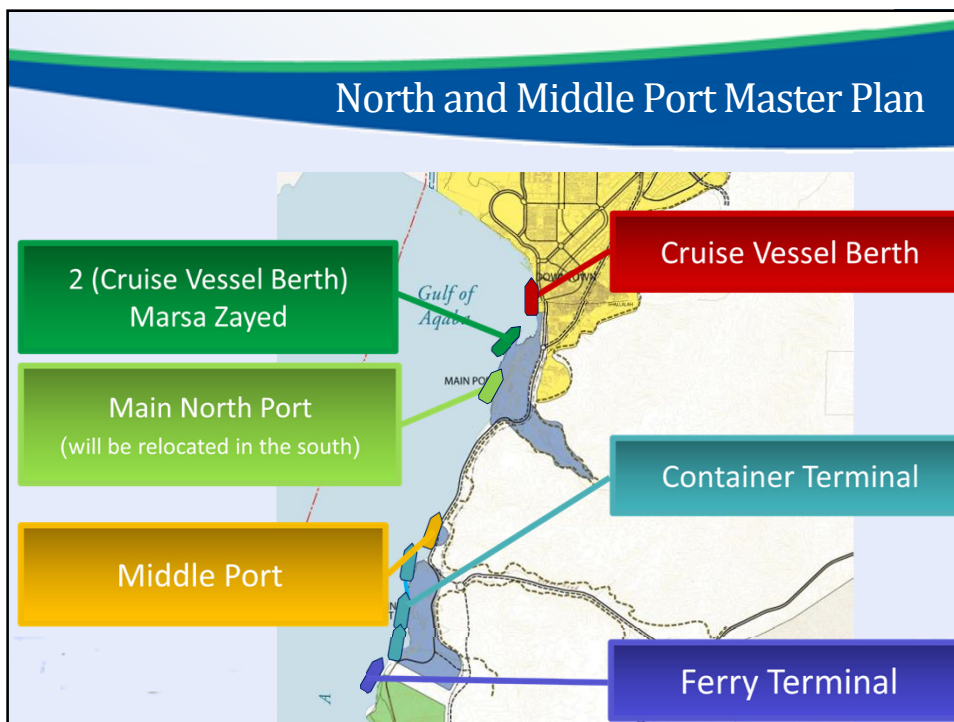 North and Middle Port Master Plan
2 (Cruise Vessel Berth)
Marsa Zayed
Cruise Vessel Berth
DOWNTOWN
Gulf of
Aqaba
MAIN PO
Main North Port
(will be relocated in the south)
Container Terminal
Middle Port
N
T
Ferry Terminal
A